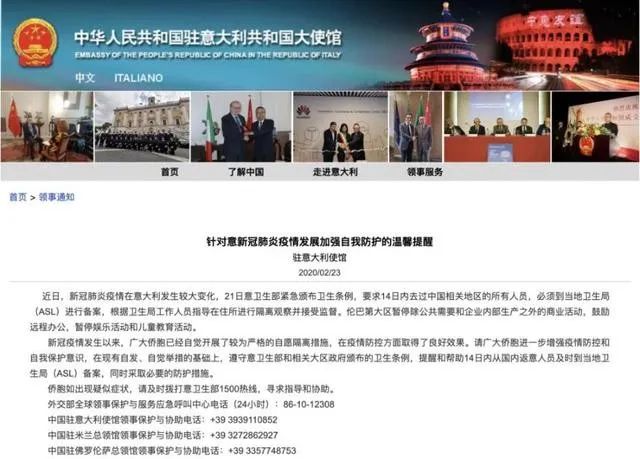 中意友谊
中华人民共和国驻意大利共和国大使馆
EMBASSY OF THE PEOPLE'S REPUBLIC OF CHINA IN THE REPUBLIC OF ITALY
中文 ITALIANO
HUAWEI
首页 了解中国 走进意大利 领事服务
首页 > 领事通知
针对意新冠肺炎疫情发展加强自我防护的温馨提醒
驻意大利使馆
2020/02/23
近日，新冠肺炎疫情在意大利发生较大变化，21日意卫生部紧急颁布卫生条例，要求14日内去过中国相关地区的所有人员，必须到当地卫生局
（ASL）进行备案，根据卫生局工作人员指导在住所进行隔离观察并接受监督。伦巴第大区暂停除公共需要和企业内部生产之外的商业活动，鼓励
远程办公，暂停娱乐活动和儿童教育活动。
新冠疫情发生以来，广大侨胞已经自觉开展了较为严格的自愿隔离措施，在疫情防控方面取得了良好效果。请广大侨胞进一步增强疫情防控和
自我保护意识，在现有自发、自觉举措的基础上，遵守意卫生部和相关大区政府颁布的卫生条例，提醒和帮助14日内从国内返意人员及时到当地卫
生局（ASL）备案，同时采取必要的防护措施。
侨胞如出现疑似症状，请及时拨打意卫生部1500热线，寻求指导和协助。
外交部全球领事保护与服务应急呼叫中心电话（24小时）：86-10-12308
中国驻意大利使馆领事保护与协助电话：+39 3939110852
中国驻米兰总领馆领事保护与协助电话：+39 3272862927
中国驻佛罗伦萨总领馆领事保护与协助电话：+39 3357748753